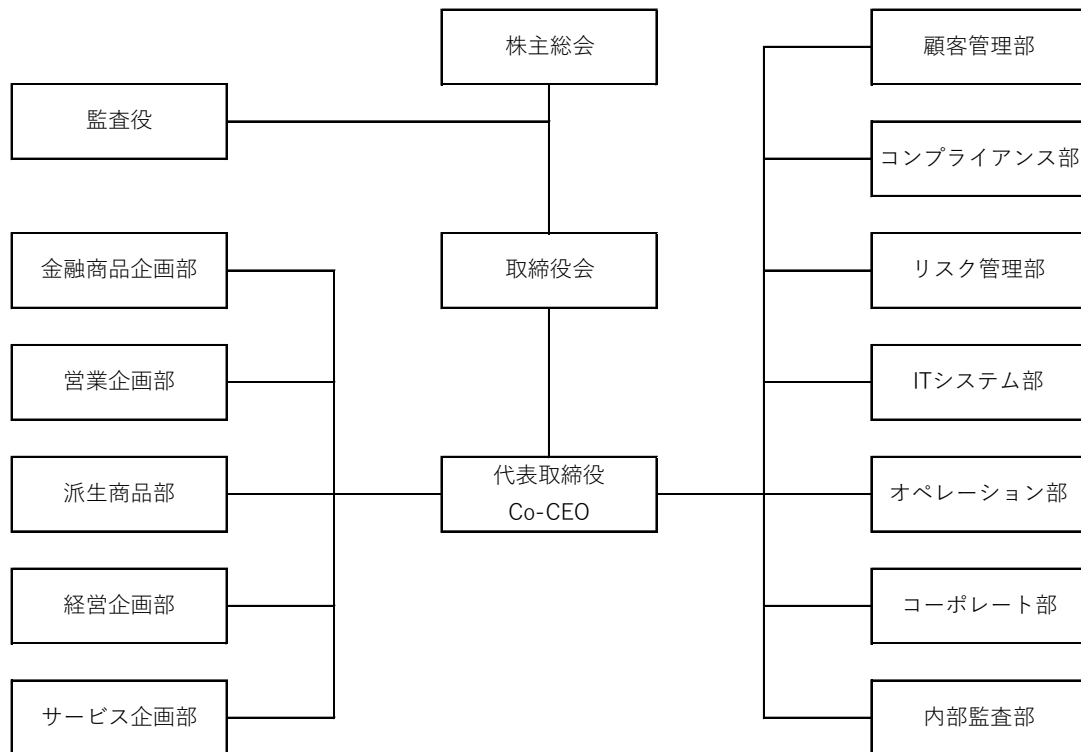 株主総会
監査役
取締役会
代表取締役
Co-CEO
金融商品企画部
営業企画部
派生商品部
経営企画部
サービス企画部
顧客管理部
コンプライアンス部
リスク管理部
ITシステム部
オペレーション部
コーポレート部
内部監査部